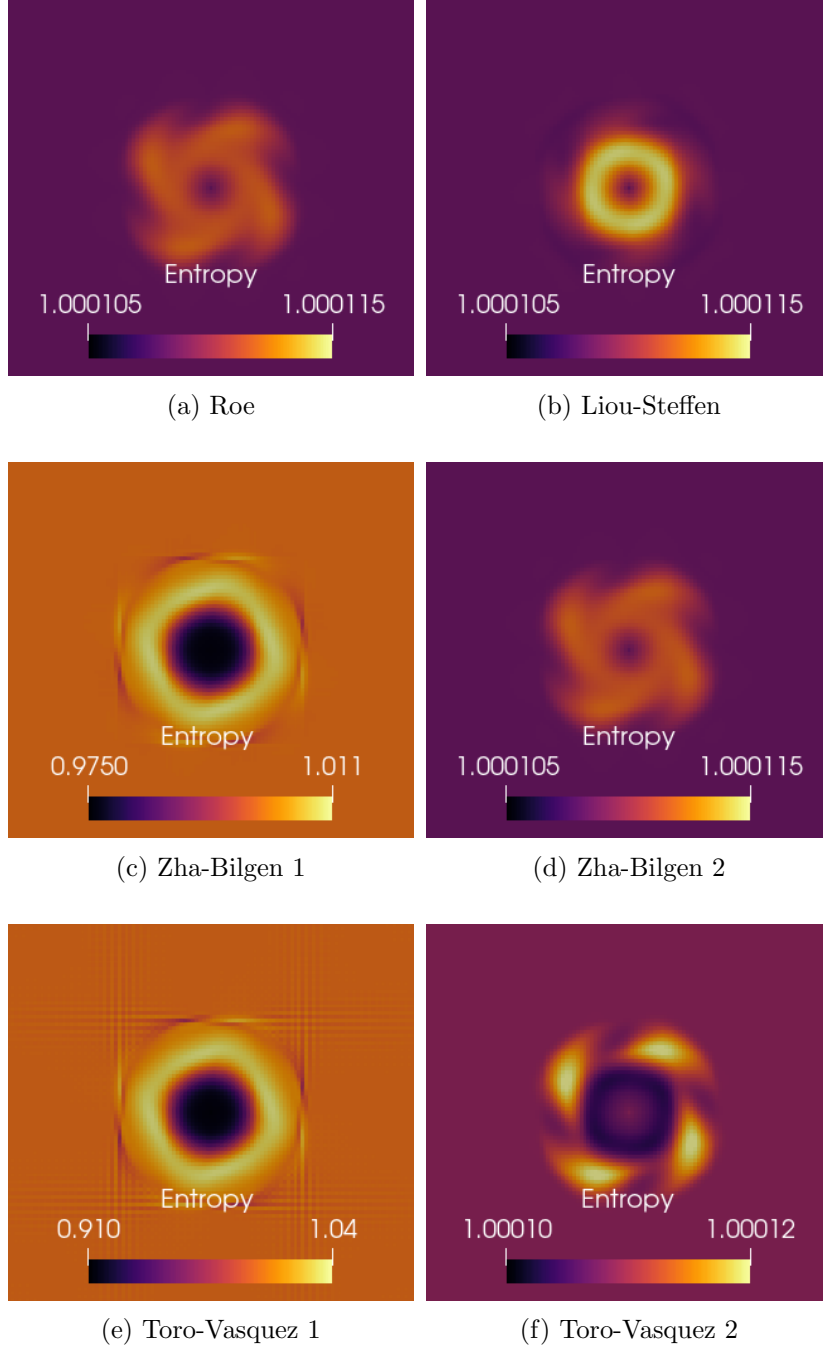 Entropy
1.000105 1.000115
(a) Roe
Entropy
1.000105 1.000115
(b) Liou-Steffen
Entropy
0.9750 1.011
(c) Zha-Bilgen 1
Entropy
1.000105 1.000115
(d) Zha-Bilgen 2
Entropy
0.910 1.04
(e) Toro-Vasquez 1
Entropy
1.00010 1.00012
(f) Toro-Vasquez 2